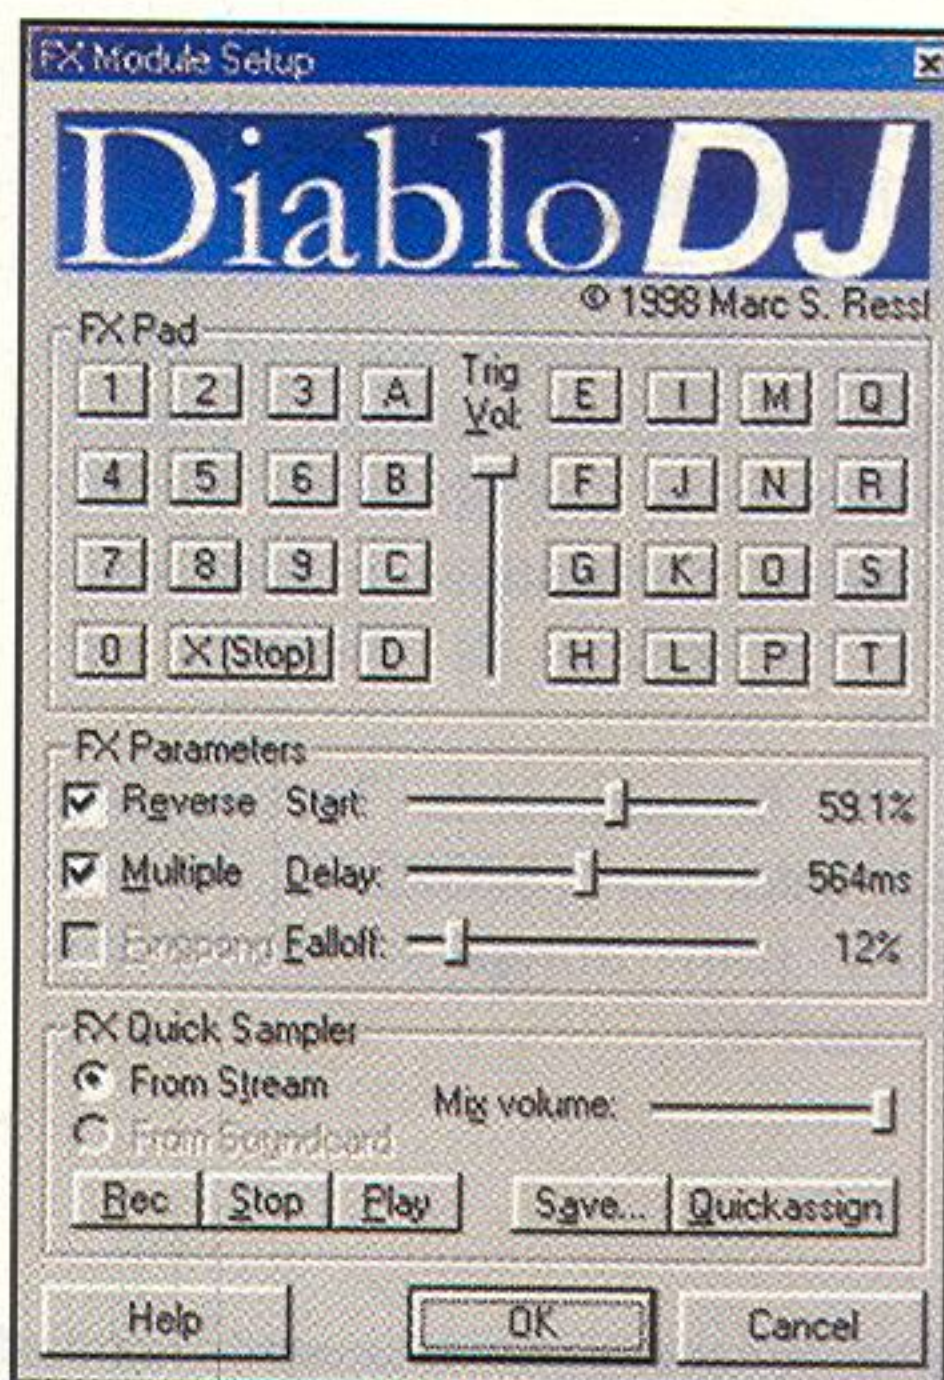 FX Module Setup
Diablo DJ
© 1998 Marc S. Ressl
FX Pad
1 2 3 A Trig Vol: E I M Q
4 5 6 B F J N R
7 8 9 C G K O S
0 X (Stop) D H L P T
FX Parameters
Reverse Start: 59.1%
Multiple Delay: 564ms
Falloff: 12%
FX Quick Sampler
From Stream
Mix volume:
From Soundcard
Rec Stop Play Save... Quickassign
Help OK Cancel